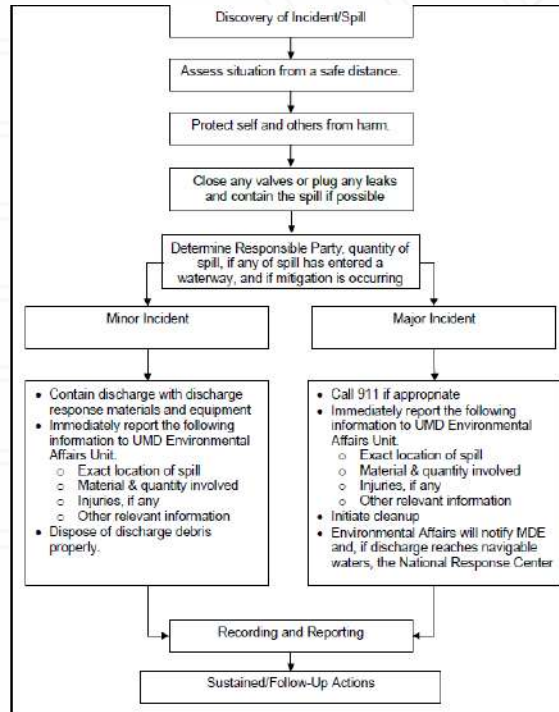 Discovery of Incident/Spill
Assess situation from a safe distance.
Protect self and others from harm.
Close any valves or plug any leaks
and contain the spill if possible
Determine Responsible Party, quantity of
spill, if any of spill has entered a
waterway, and if mitigation is occurring
Minor Incident
Major Incident
• Contain discharge with discharge
response materials and equipment
• Immediately report the following
information to UMD Environmental
Affairs Unit.
o Exact location of spill
o Material & quantity involved
o Injuries, if any
o Other relevant information
• Dispose of discharge debris
properly.
• Call 911 if appropriate
• Immediately report the following
information to UMD Environmental
Affairs Unit.
o Exact location of spill
o Material & quantity involved
o Injuries, if any
o Other relevant information
• Initiate cleanup
• Environmental Affairs will notify MDE
and, if discharge reaches navigable
waters, the National Response Center
Recording and Reporting
Sustained/Follow-Up Actions